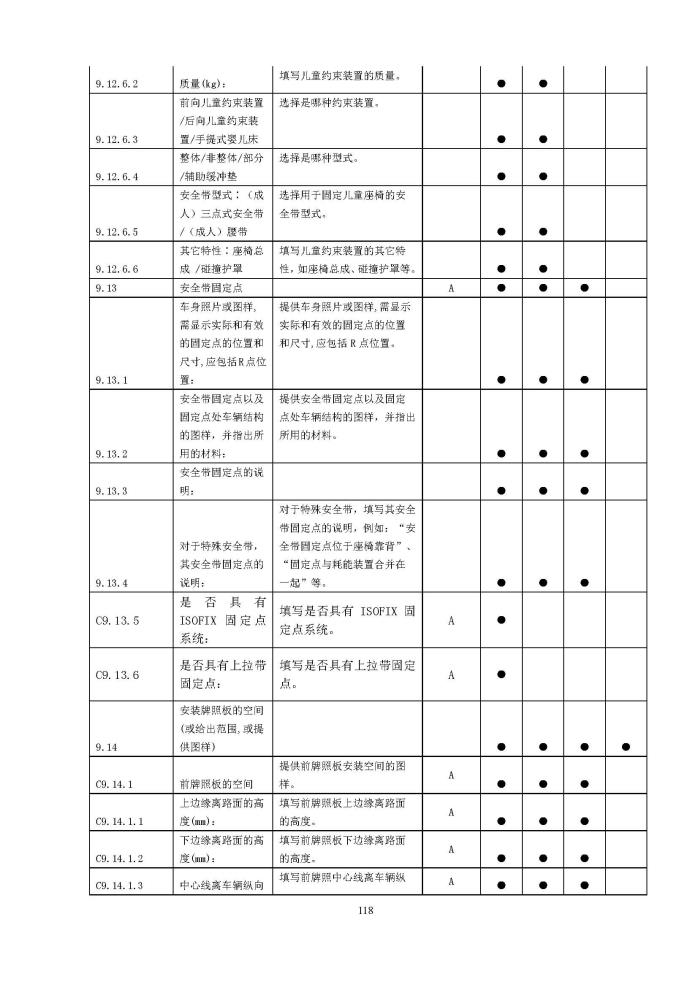 填写儿童约束装置的质量。
9.12.6.2 质量(kg): ● ●
前向儿童约束装置 选择是哪种约束装置。
/后向儿童约束装
9.12.6.3 置/手提式婴儿床 ● ●
整体/非整体/部分 选择是哪种型式。
9.12.6.4 /辅助缓冲垫 ● ●
安全带型式：（成 选择用于固定儿童座椅的安
人）三点式安全带 全带型式。
9.12.6.5 /（成人）腰带 ● ●
其它特性：座椅总 填写儿童约束装置的其它特
9.12.6.6 成 /碰撞护罩 性,如座椅总成、碰撞护罩等。 ● ●
9.13 安全带固定点 A ● ● ●
车身照片或图样, 提供车身照片或图样,需显示
需显示实际和有效 实际和有效的固定点的位置
的固定点的位置和 和尺寸,应包括 R 点位置。
尺寸,应包括R点位
9.13.1 置: ● ● ●
安全带固定点以及 提供安全带固定点以及固定
固定点处车辆结构 点处车辆结构的图样，并指出
的图样，并指出所 所用的材料。
9.13.2 用的材料: ● ● ●
安全带固定点的说
9.13.3 明: ● ● ●
对于特殊安全带，填写其安全
带固定点的说明，例如：“安
对于特殊安全带， 全带固定点位于座椅靠背”、
其安全带固定点的 “固定点与耗能装置合并在
9.13.4 说明: 一起”等。 ● ● ●
是否具有 填写是否具有 ISOFIX 固
C9.13.5 ISOFIX 固定点 定点系统。 A ●
系统:
是否具有上拉带 填写是否具有上拉带固定
C9.13.6 固定点: 点。 A ●
安装牌照板的空间
(或给出范围,或提
9.14 供图样) ● ● ● ●
提供前牌照板安装空间的图
C9.14.1 前牌照板的空间 样。 A ● ● ●
上边缘离路面的高 填写前牌照板上边缘路面
C9.14.1.1 度(mm): 的高度。 A ● ● ●
下边缘离路面的高 填写前牌照板下边缘路面
C9.14.1.2 度(mm): 的高度。 A ● ● ●
填写前牌照中心线离车辆纵
C9.14.1.3 中心线离车辆纵向 A ● ● ●
118